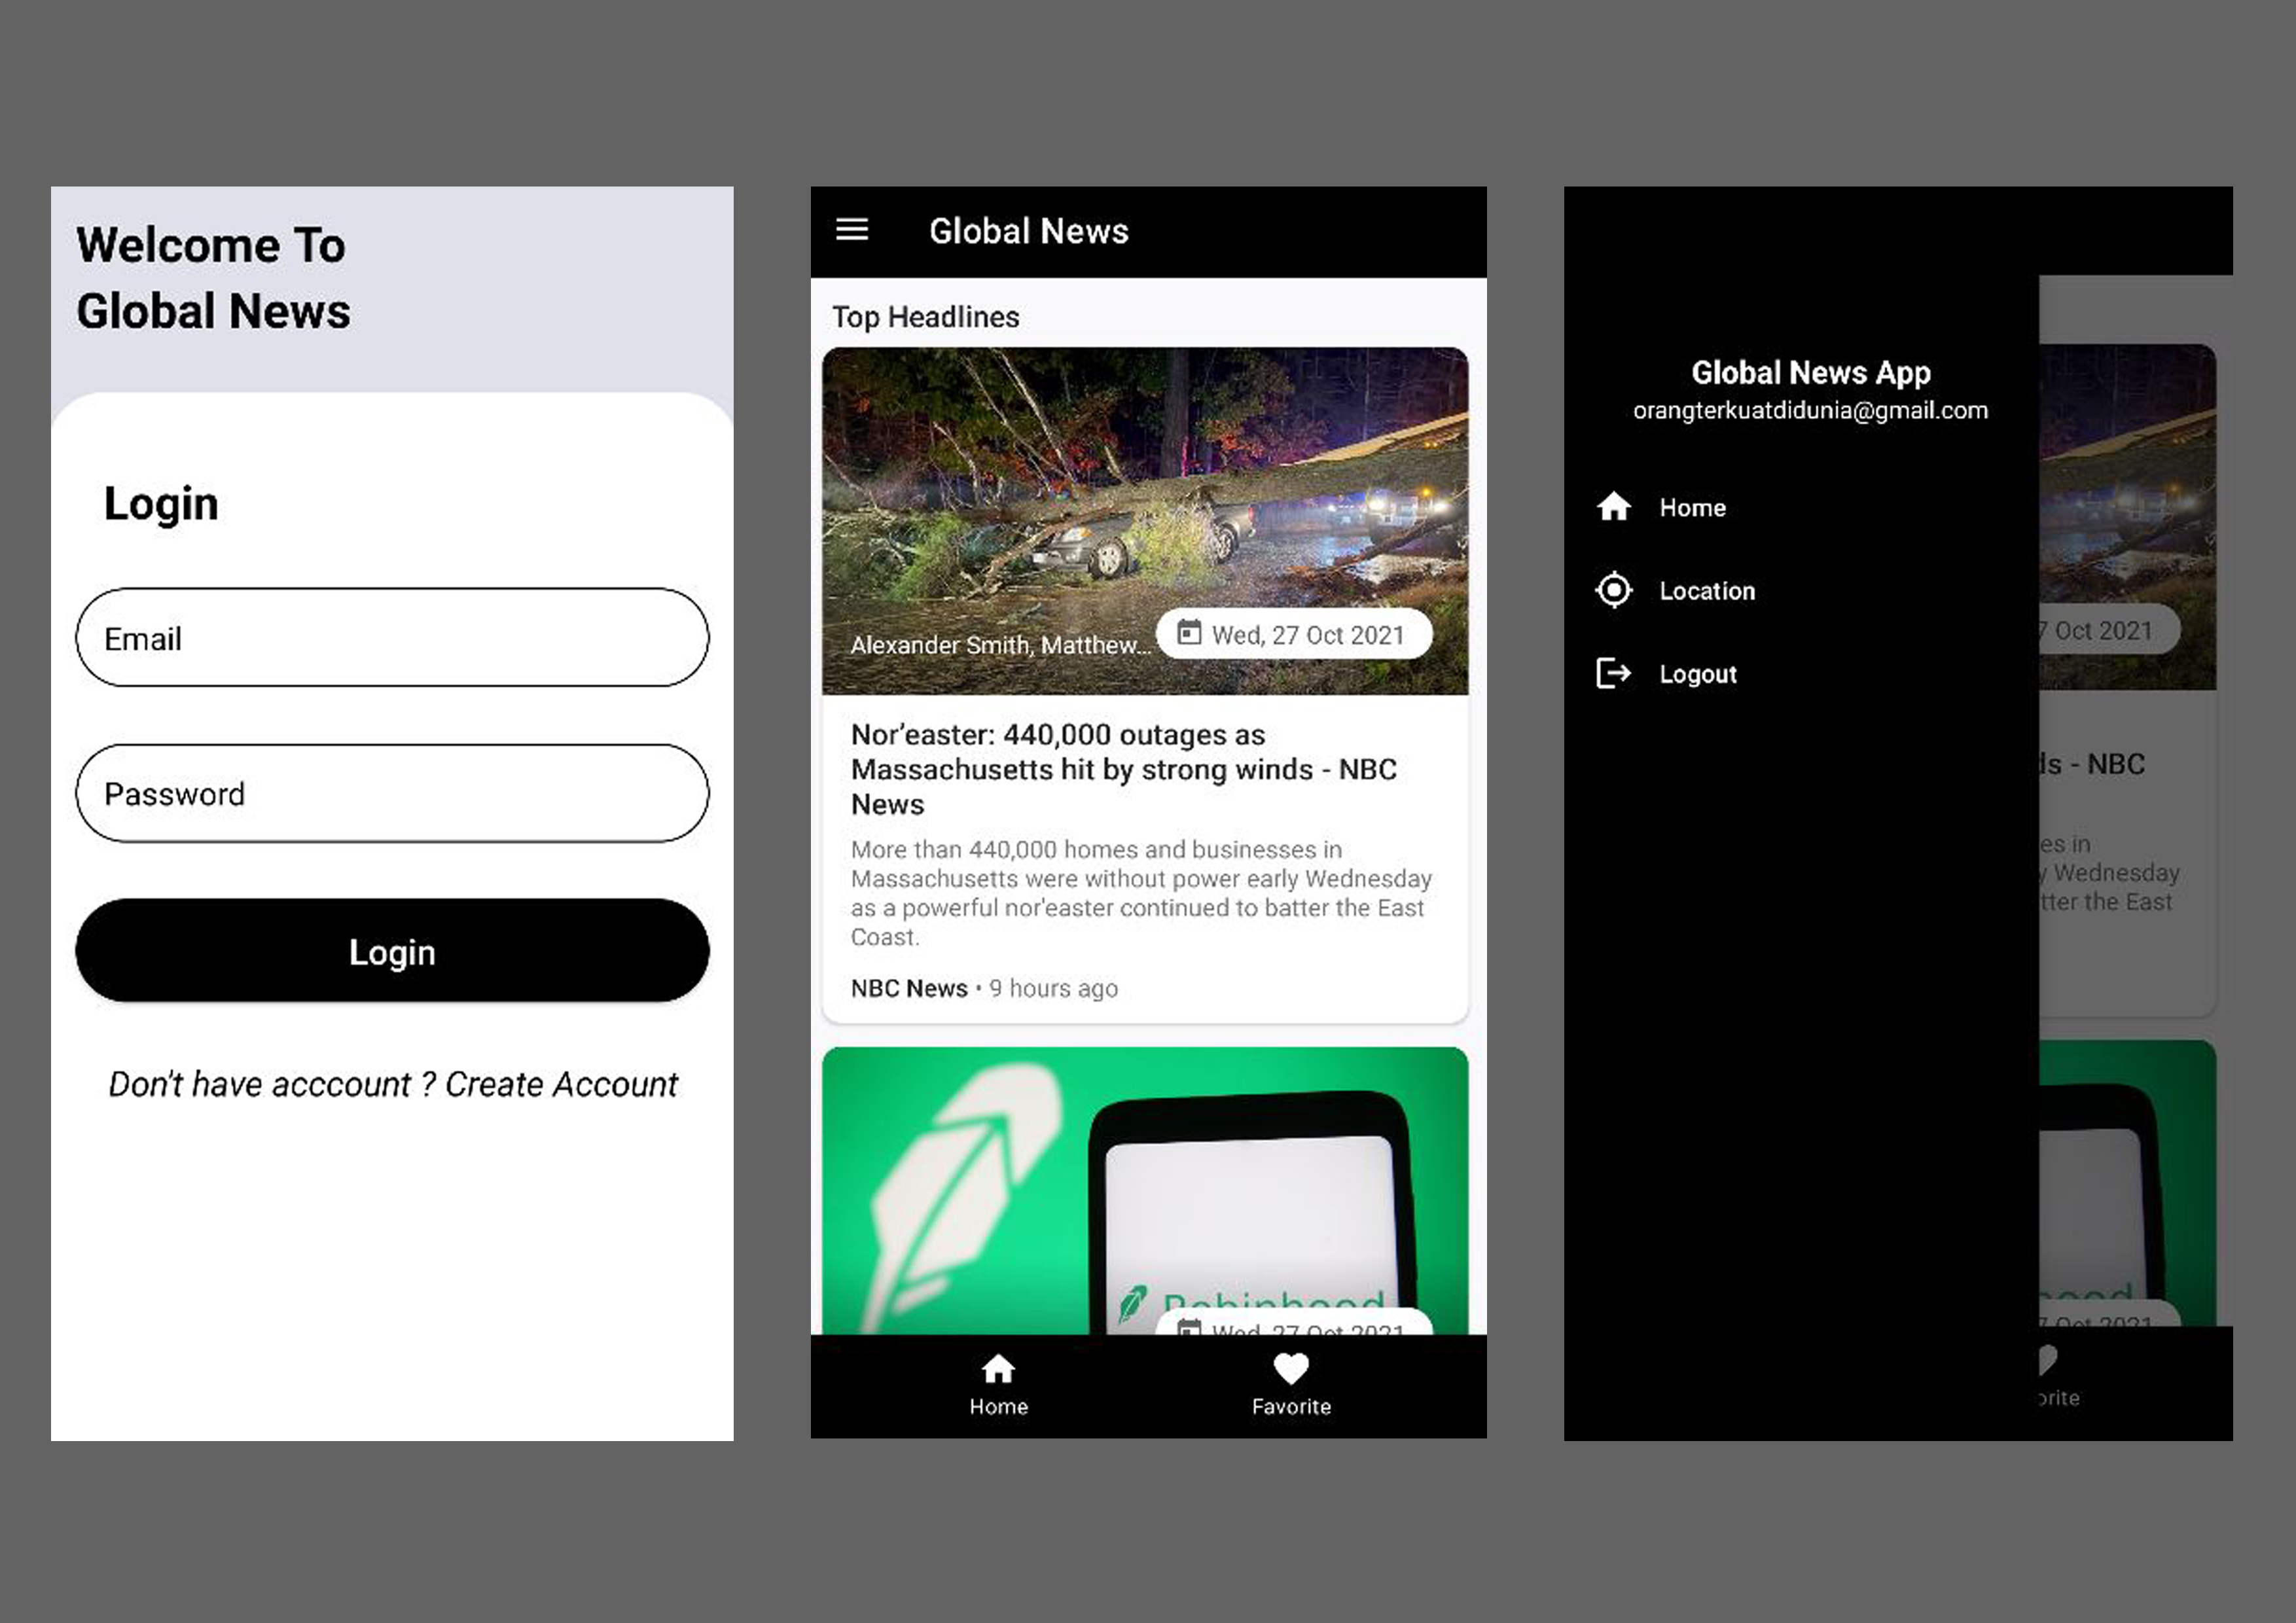 Welcome To
Global News
Login
Email
Password
Login
Don't have acccount ? Create Account
Global News
Top Headlines
Alexander Smith, Matthew...
Wed, 27 Oct 2021
Nor’easter: 440,000 outages as
Massachusetts hit by strong winds - NBC
News
More than 440,000 homes and businesses in
Massachusetts were without power early Wednesday
as a powerful nor'easter continued to batter the East
Coast.
NBC News • 9 hours ago
Robinhood
Wed, 27 Oct 2021
Home
Favorite
Global News App
orangterkuatdidunia@gmail.com
Home
Location
Logout
7 Oct 2021
ds - NBC
es in
y Wednesday
tter the East
ood
7 Oct 2021
orite